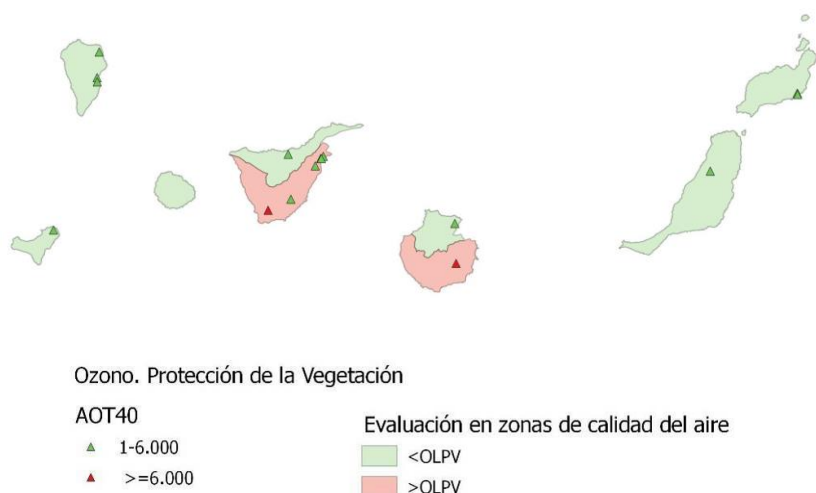 Ozono. Protección de la Vegetación
AOT40
1-6.000
>=6.000
Evaluación en zonas de calidad del aire
<OLPV
>OLPV